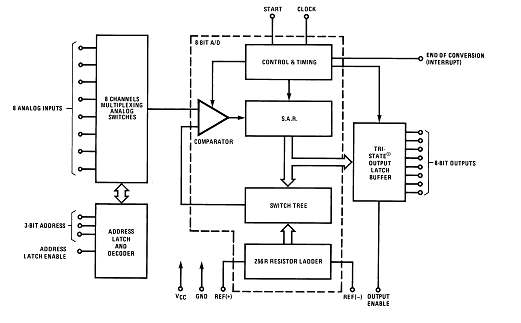 START
CLOCK
8-BIT A/D
CONTROL & TIMING
END OF CONVERSION
(INTERRUPT)
8 CHANNELS
MULTIPLEXING
ANALOG
SWITCHES
8 ANALOG INPUTS
S.A.R.
COMPARATOR
TRI-
STATE®
OUTPUT
LATCH
BUFFER
8-BIT OUTPUTS
SWITCH TREE
3-BIT ADDRESS
ADDRESS
LATCH
AND
DECODER
ADDRESS
LATCH ENABLE
256R RESISTOR LADDER
VCC
GND
REF(+)
REF(−)
OUTPUT
ENABLE